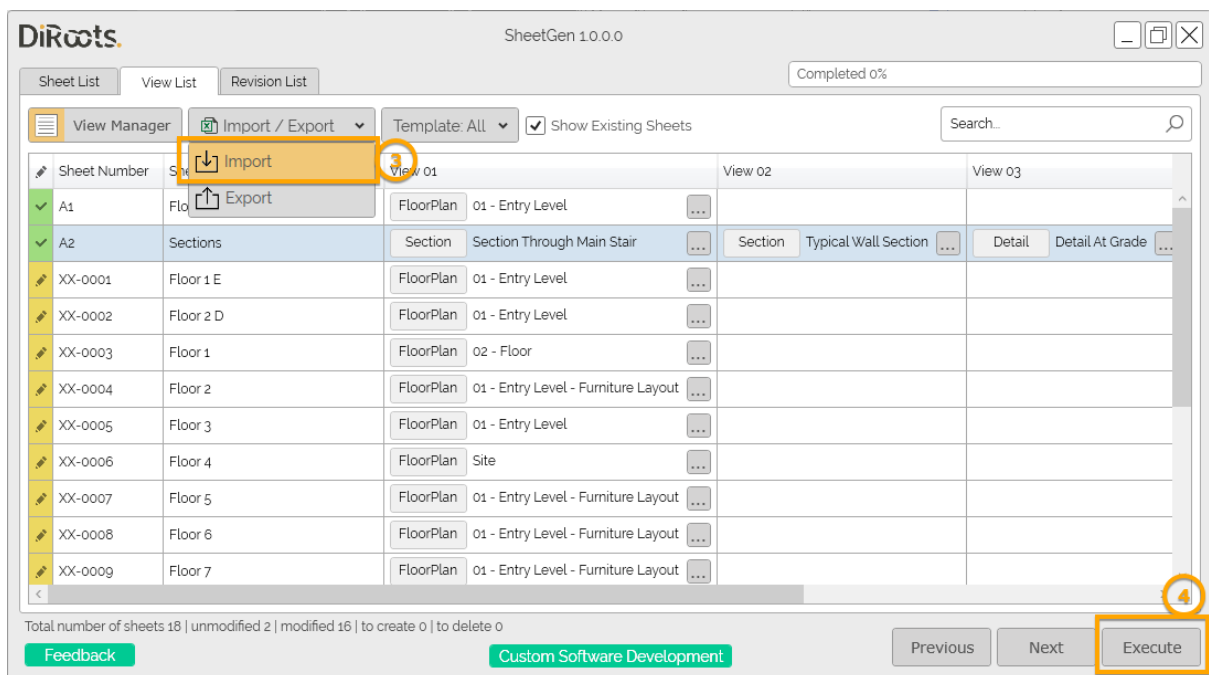 DiRoots.
SheetGen 1.0.0.0
Sheet List
View List
Revision List
Completed 0%
View Manager
Import / Export
Template: All
Show Existing Sheets
Search...
Import
3
Export
Sheet Number
View 01
View 02
View 03
A1 FloorPlan 01 - Entry Level ...
A2 Sections Section Section Through Main Stair ... Section Typical Wall Section ... Detail Detail At Grade ...
XX-0001 Floor 1 E FloorPlan 01 - Entry Level ...
XX-0002 Floor 2 D FloorPlan 01 - Entry Level ...
XX-0003 Floor 1 FloorPlan 02 - Floor ...
XX-0004 Floor 2 FloorPlan 01 - Entry Level - Furniture Layout ...
XX-0005 Floor 3 FloorPlan 01 - Entry Level ...
XX-0006 Floor 4 FloorPlan Site ...
XX-0007 Floor 5 FloorPlan 01 - Entry Level - Furniture Layout ...
XX-0008 Floor 6 FloorPlan 01 - Entry Level - Furniture Layout ...
XX-0009 Floor 7 FloorPlan 01 - Entry Level - Furniture Layout ...
4
Total number of sheets 18 | unmodified 2 | modified 16 | to create 0 | to delete 0
Feedback
Custom Software Development
Previous
Next
Execute